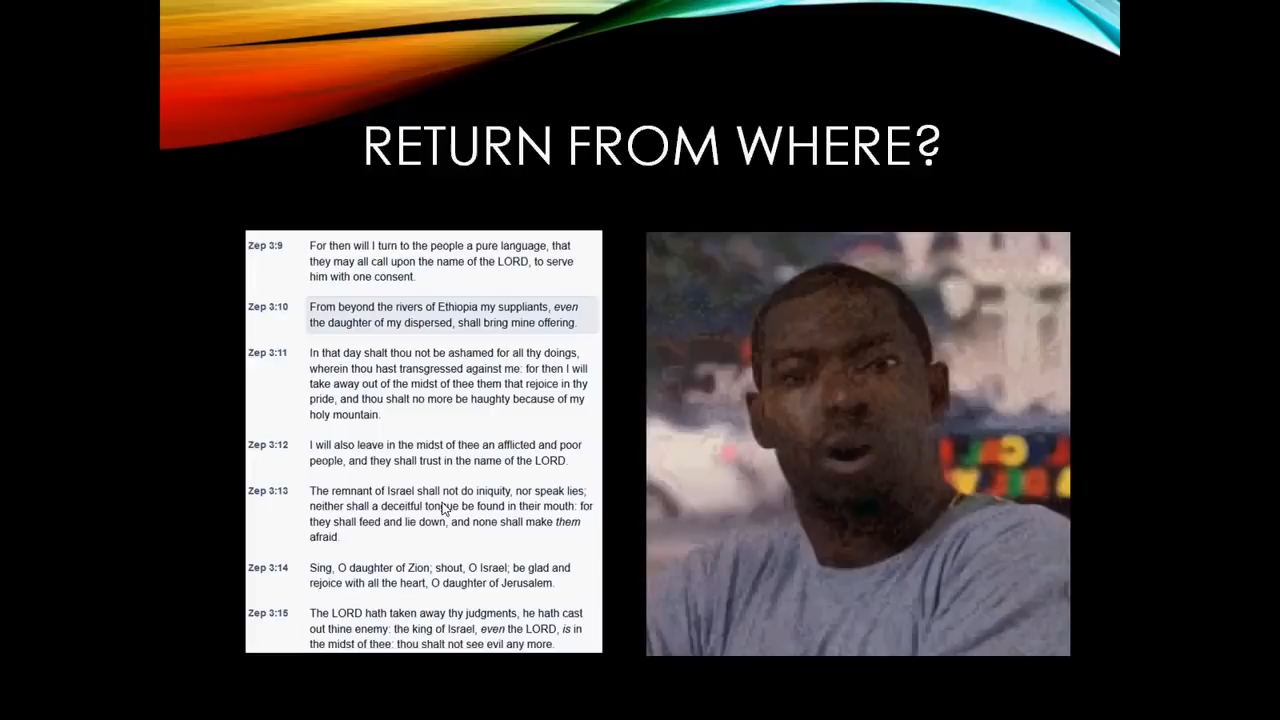 RETURN FROM WHERE?
Zep 3:9 For then will I turn to the people a pure language, that
they may all call upon the name of the LORD, to serve
him with one consent.
Zep 3:10 From beyond the rivers of Ethiopia my suppliants, even
the daughter of my dispersed, shall bring mine offering.
Zep 3:11 In that day shalt thou not be ashamed for all thy doings,
wherein thou hast transgressed against me: for then I will
take away out of the midst of thee them that rejoice in thy
pride, and thou shalt no more be haughty because of my
holy mountain.
Zep 3:12 I will also leave in the midst of thee an afflicted and poor
people, and they shall trust in the name of the LORD.
Zep 3:13 The remnant of Israel shall not do iniquity, nor speak lies;
neither shall a deceitful tongue be found in their mouth: for
they shall feed and lie down, and none shall make them
afraid.
Zep 3:14 Sing, O daughter of Zion; shout, O Israel; be glad and
rejoice with all the heart, O daughter of Jerusalem.
Zep 3:15 The LORD hath taken away thy judgments, he hath cast
out thine enemy: the king of Israel, even the LORD, is in
the midst of thee: thou shalt not see evil any more.